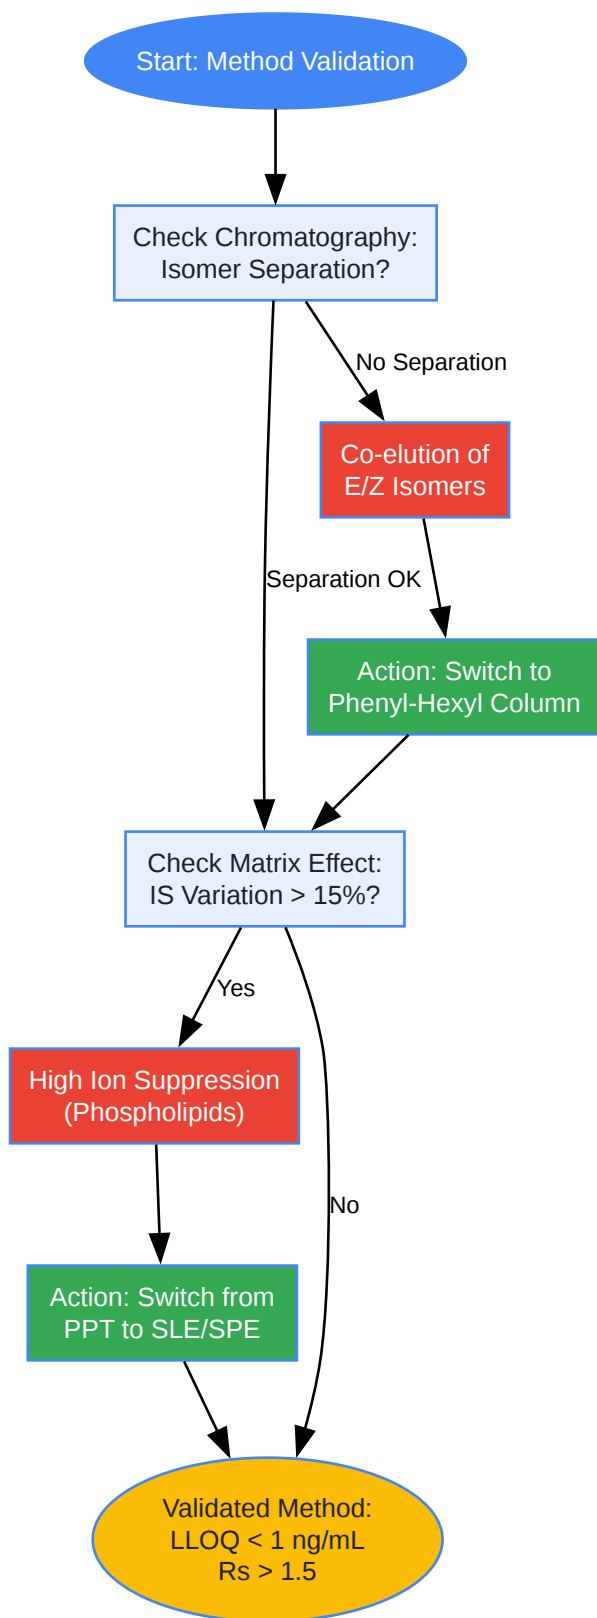 Start: Method Validation
Check Chromatography:
Isomer Separation?
No Separation
Co-elution of
E/Z Isomers
Separation OK
Action: Switch to
Phenyl-Hexyl Column
Check Matrix Effect:
IS Variation > 15%?
Yes
High Ion Suppression
(Phospholipids)
No
Action: Switch from
PPT to SLE/SPE
Validated Method:
LLOQ < 1 ng/mL
Rs > 1.5